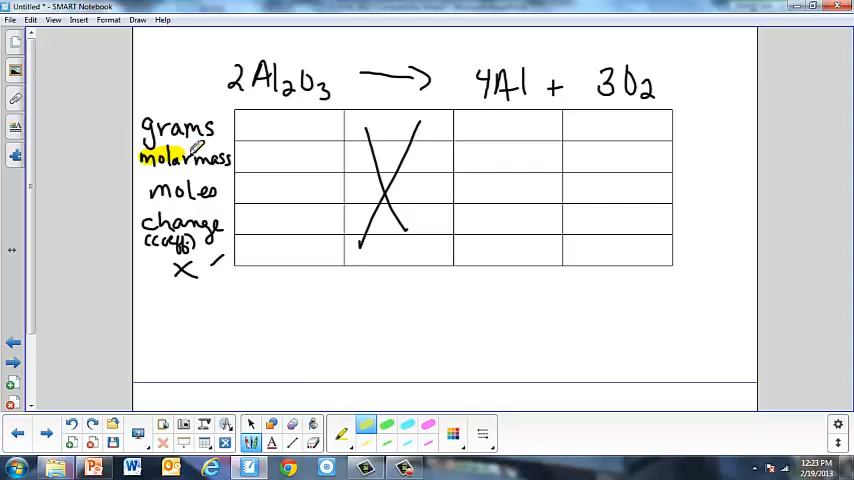 Untitled * - SMART Notebook
File Edit View Insert Format Tools Draw Help
2Al₂O₃ → 4Al + 3O₂
grams
molar mass
moles
change
(coeff.)
x
12:23 PM
2/19/2013